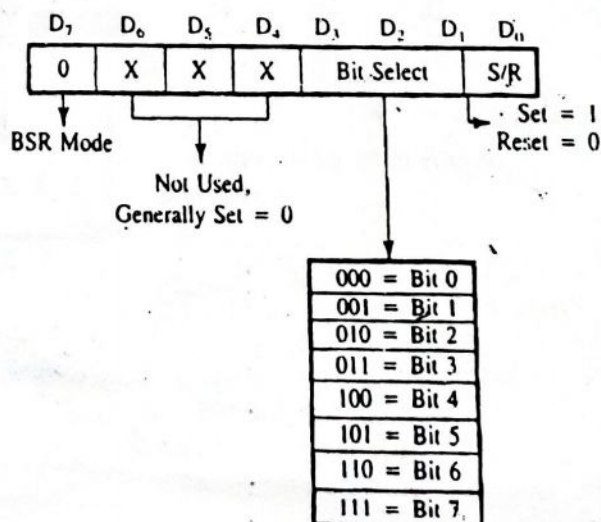 D₇ D₆ D₅ D₄ D₃ D₂ D₁ D₀
0 X X X Bit Select S/R
Set = 1
BSR Mode Reset = 0
Not Used,
Generally Set = 0
000 = Bit 0
001 = Bit 1
010 = Bit 2
011 = Bit 3
100 = Bit 4
101 = Bit 5
110 = Bit 6
111 = Bit 7